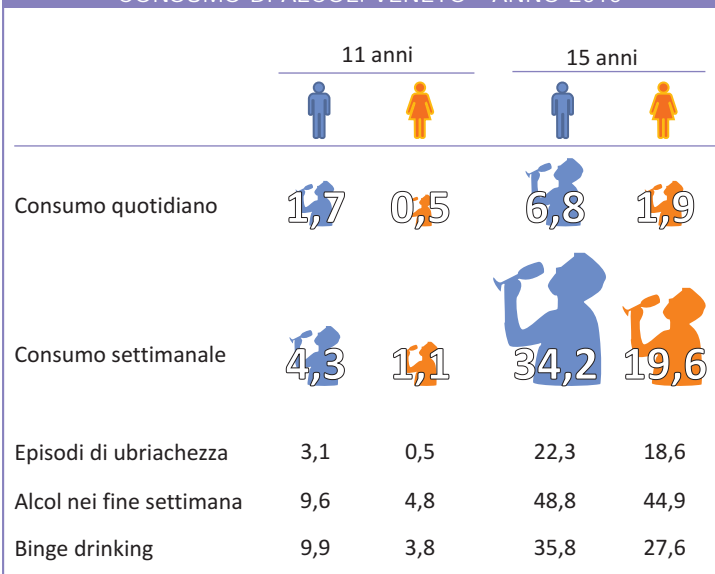 11 anni 15 anni
Consumo quotidiano 1,7 0,5 6,8 1,9
Consumo settimanale 4,3 1,1 34,2 19,6
Episodi di ubriachezza 3,1 0,5 22,3 18,6
Alcol nei fine settimana 9,6 4,8 48,8 44,9
Binge drinking 9,9 3,8 35,8 27,6